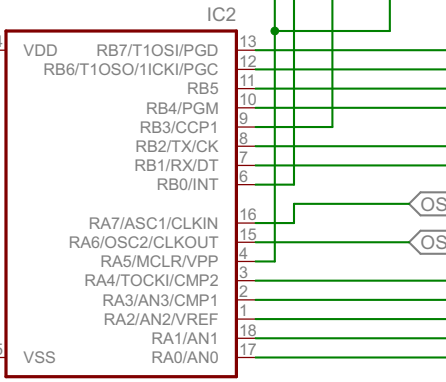 IC2
VDD RB7/T1OSI/PGD 13
RB6/T1OSO/1ICKI/PGC 12
RB5 11
RB4/PGM 10
RB3/CCP1 9
RB2/TX/CK 8
RB1/RX/DT 7
RB0/INT 6
RA7/ASC1/CLKIN 16 OS
RA6/OSC2/CLKOUT 15 OS
RA5/MCLR/VPP 4
RA4/TOCKI/CMP2 3
RA3/AN3/CMP1 2
RA2/AN2/VREF 1
RA1/AN1 18
VSS RA0/AN0 17